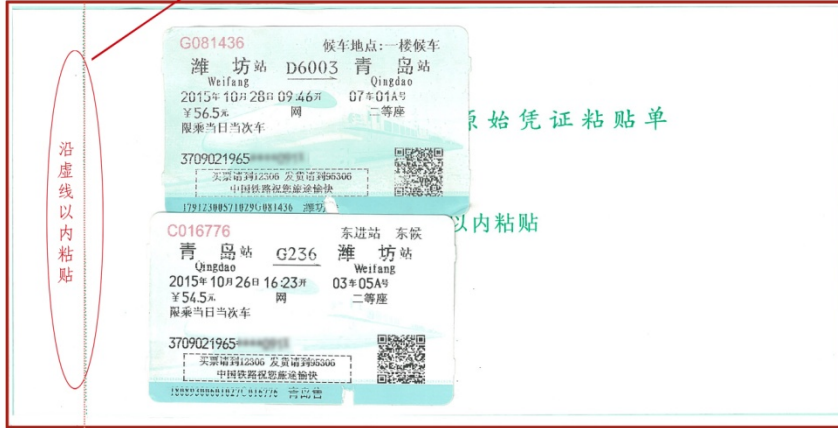 沿虚线以内粘贴
G081436 候车地点:一楼候车
潍 坊站 D6003 青 岛站
Weifang Qingdao
2015年10月28日09:46开 07车01A号
¥56.5元 网 二等座
限乘当日当次车
3709021965
买票请到12306 发货请到95306
中国铁路祝您旅途愉快
17912300571029G081436 潍坊
原始凭证粘贴单
以内粘贴
C016776 东进站 东候
青 岛站 G236 潍 坊站
Qingdao Weifang
2015年10月26日16:23开 03车05A号
¥54.5元 网 二等座
限乘当日当次车
3709021965
买票请到12306 发货请到95306
中国铁路祝您旅途愉快